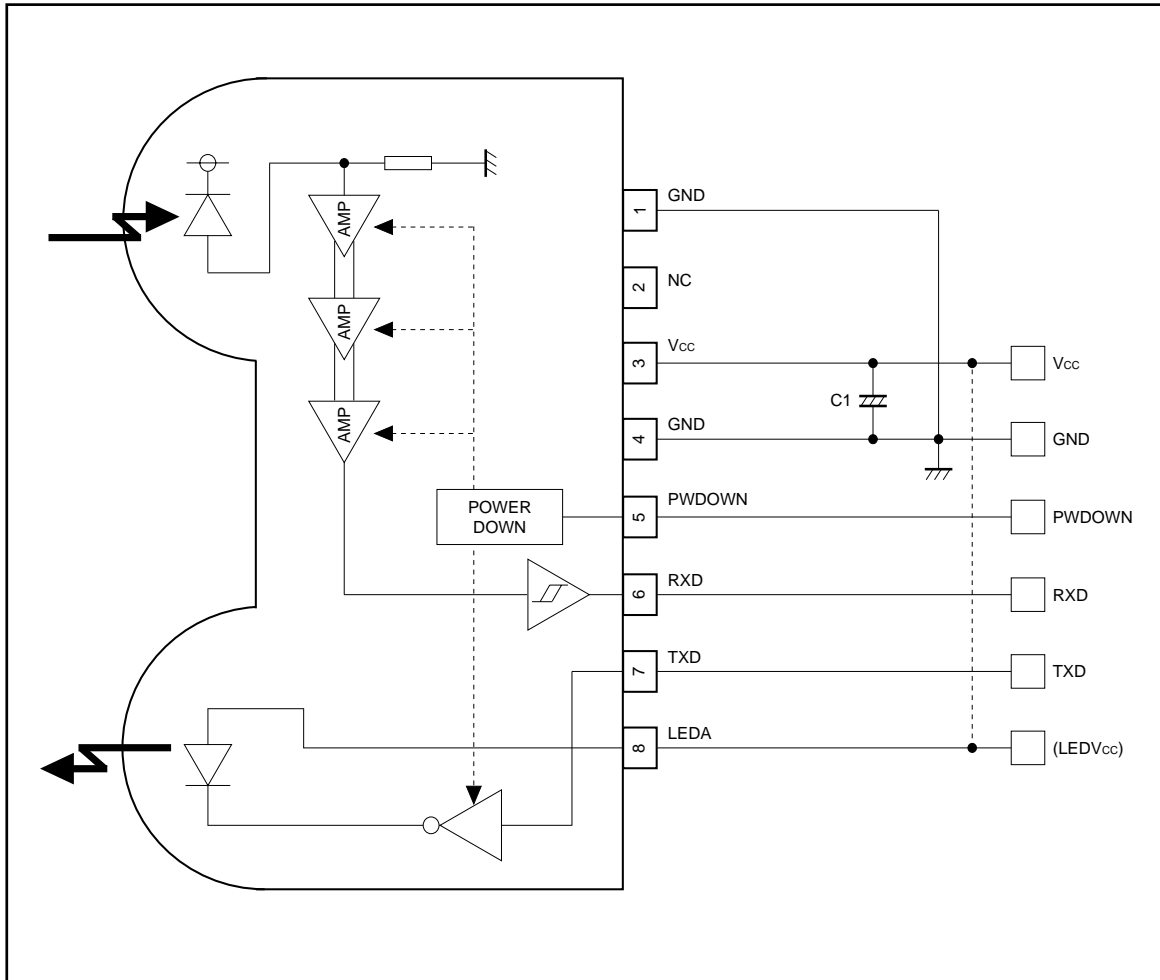 AMP
AMP
AMP
POWER
DOWN
1
GND
2
NC
3
Vcc
C1
Vcc
4
GND
GND
5
PWDOWN
PWDOWN
6
RXD
RXD
7
TXD
TXD
8
LEDA
(LEDVcc)